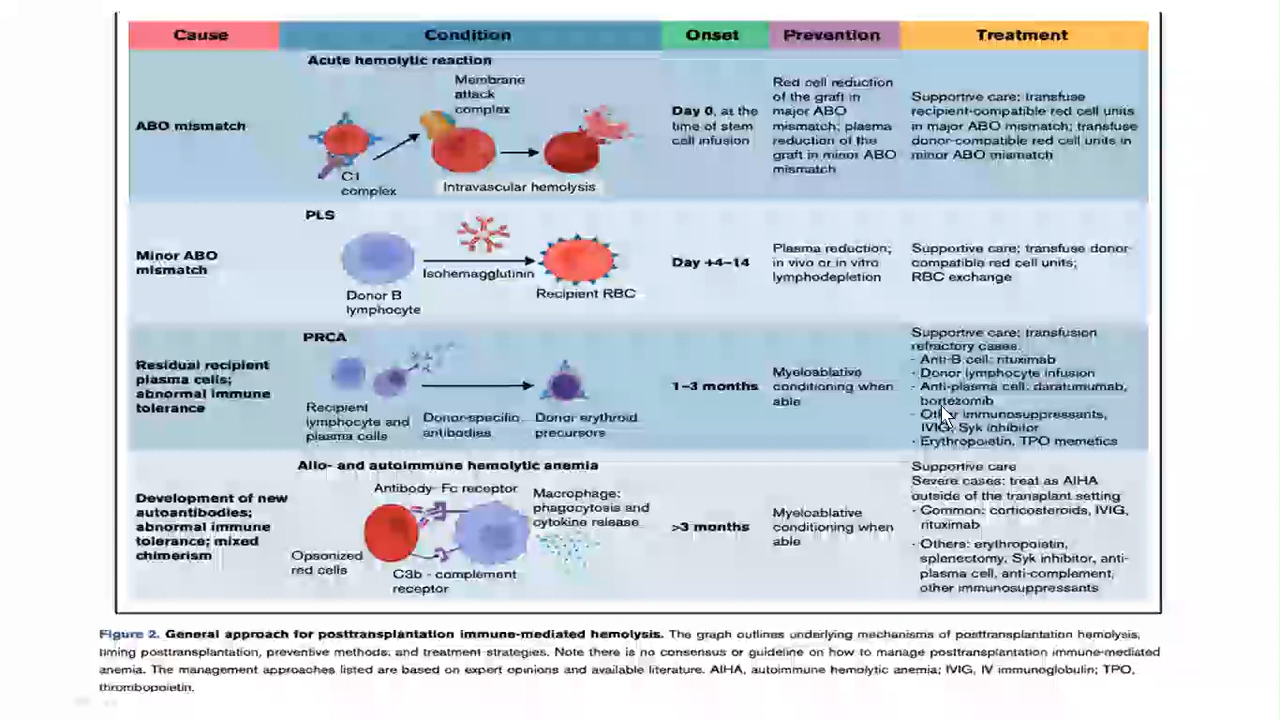 Cause Condition Onset Prevention Treatment
Acute hemolytic reaction
ABO mismatch
Membrane
attack
complex
C1
complex
Intravascular hemolysis
Day 0, as the
time of stem
cell infusion
Red cell reduction
of the graft in
major ABO
mismatch; plasma
reduction of the
graft in minor ABO
mismatch
Supportive care; transfuse
recipient-compatible red cell units
in major ABO mismatch; transfuse
donor-compatible red cell units in
minor ABO mismatch
PLS
Minor ABO
mismatch
Isohemagglutinin
Donor B
lymphocyte
Recipient RBC
Day +4–14
Plasma reduction;
in vivo or in vitro
lymphodepletion
Supportive care; transfuse donor-
compatible red cell units;
RBC exchange
PRCA
Residual recipient
plasma cells;
abnormal immune
tolerance
Recipient
lymphocyte and
plasma cells
Donor-specific
antibodies
Donor erythroid
precursors
1–3 months
Myeloablative
conditioning when
able
Supportive care; transfusion
refractory cases:
- Anti-B cell: rituximab
- Donor lymphocyte infusion
- Anti-plasma cell: daratumumab,
bortezomib
- Other immunosuppressants,
IVIG, Syk inhibitor
- Erythropoietin, TPO memetics
Allo- and autoimmune hemolytic anemia
Development of new
autoantibodies;
abnormal immune
tolerance; mixed
chimerism
Antibody- Fc receptor
Macrophage:
phagocytosis and
cytokine release
Opsonized
red cells
C3b - complement
receptor
>3 months
Myeloablative
conditioning when
able
Supportive care
Severe cases: treat as AIHA
outside of the transplant setting
- Common: corticosteroids, IVIG,
rituximab
- Others: erythropoietin,
splenectomy, Syk inhibitor, anti-
plasma cell, anti-complement,
other immunosuppressants
Figure 2. General approach for posttransplantation immune-mediated hemolysis. The graph outlines underlying mechanisms of posttransplantation hemolysis,
timing posttransplantation, preventive methods, and treatment strategies. Note there is no consensus or guideline on how to manage posttransplantation immune-mediated
anemia. The management approaches listed are based on expert opinions and available literature. AIHA, autoimmune hemolytic anemia; IVIG, IV immunoglobulin; TPO,
thrombopoietin.